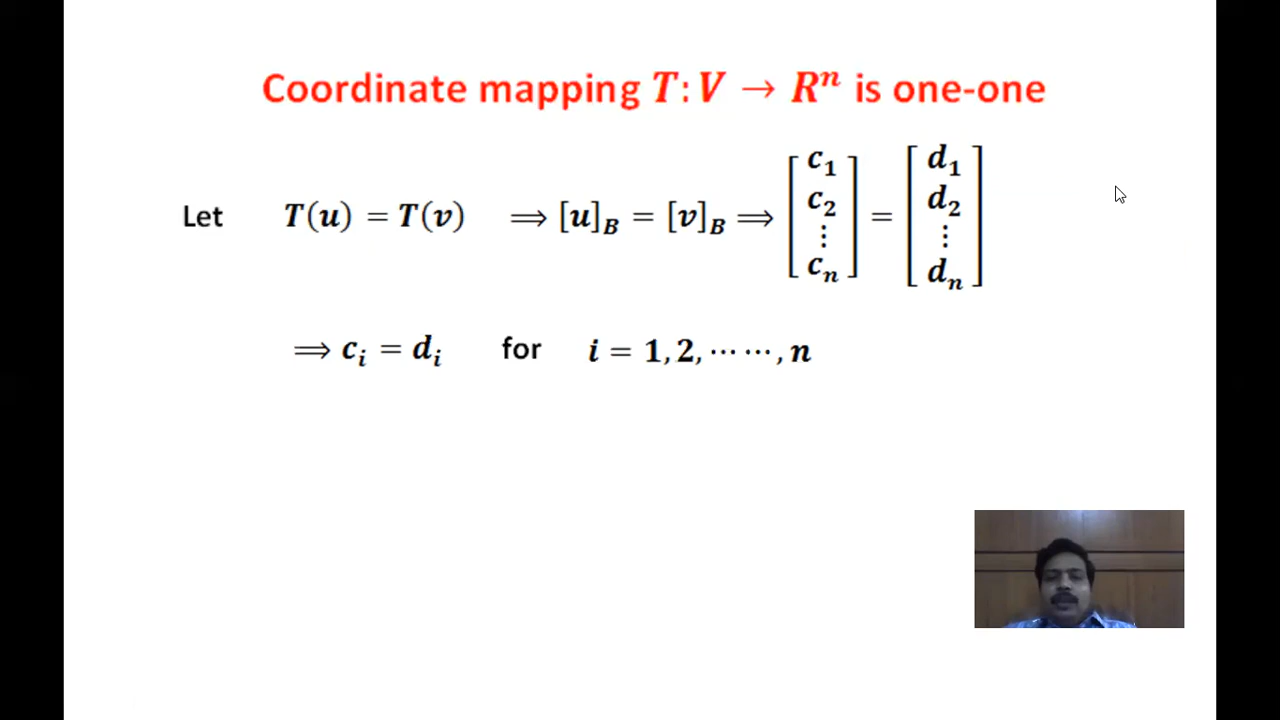 Coordinate mapping T: V → Rⁿ is one-one
Let T(u) = T(v) ⟹ [u]_B = [v]_B ⟹ [c₁ c₂ ⋮ cₙ] = [d₁ d₂ ⋮ dₙ]
⟹ cᵢ = dᵢ for i = 1, 2, ⋯ ⋯, n